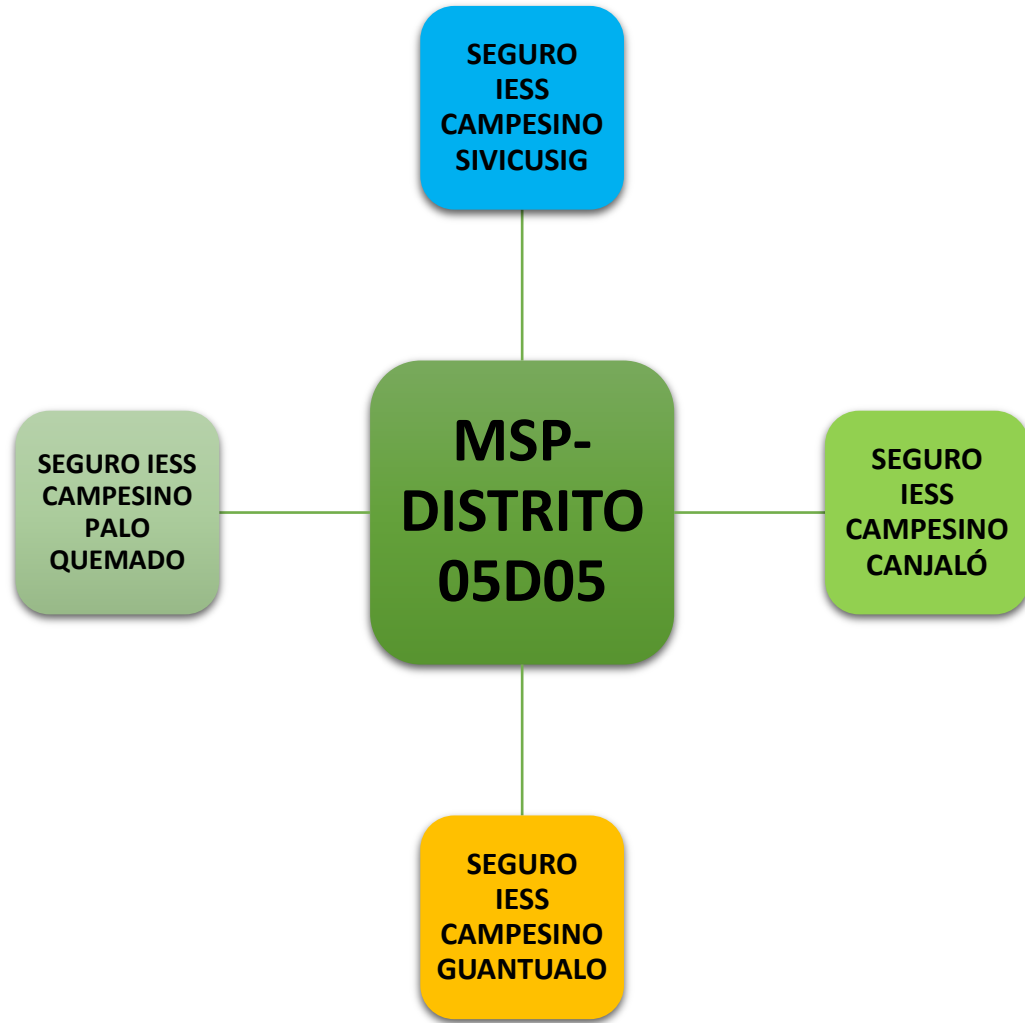 SEGURO
IESS
CAMPESINO
SIVICUSIG
SEGURO IESS
CAMPESINO
PALO
QUEMADO
MSP-
DISTRITO
05D05
SEGURO
IESS
CAMPESINO
CANJALÓ
SEGURO
IESS
CAMPESINO
GUANTUALO